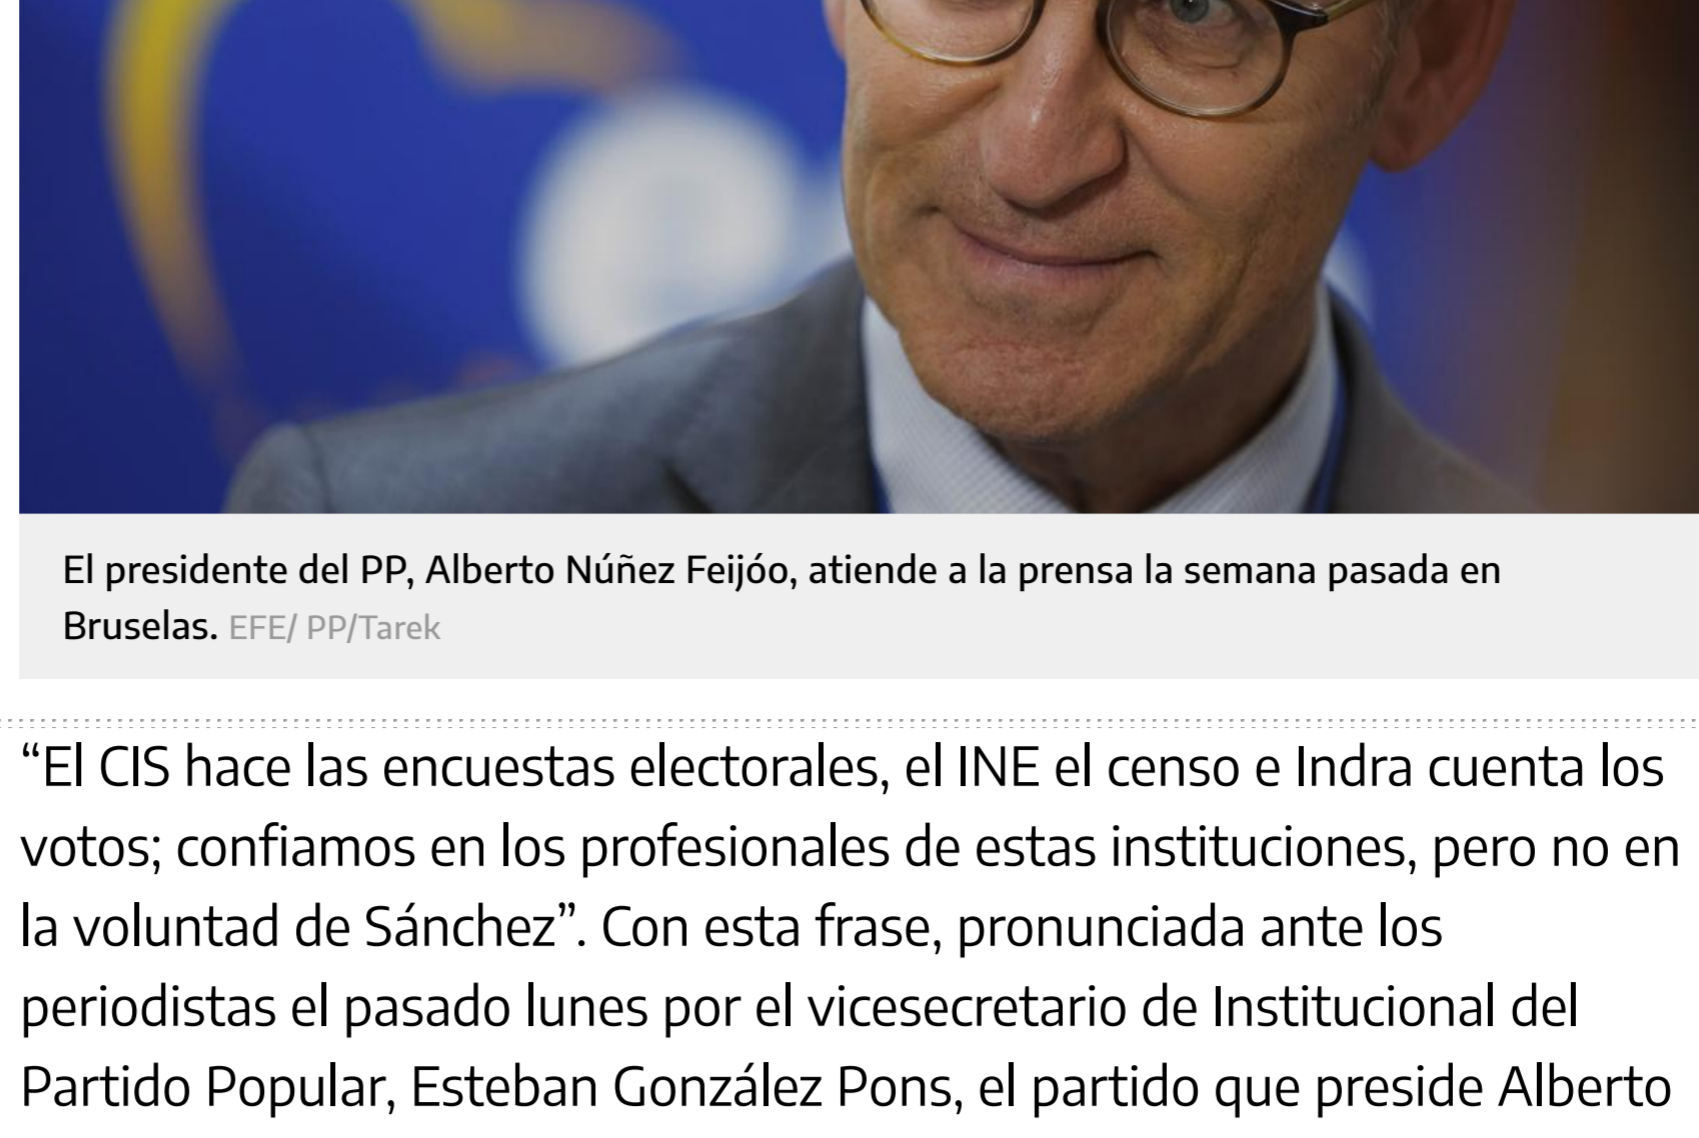 El presidente del PP, Alberto Núñez Feijóo, atiende a la prensa la semana pasada en
Bruselas. EFE/ PP/Tarek
“El CIS hace las encuestas electorales, el INE el censo e Indra cuenta los
votos; confiamos en los profesionales de estas instituciones, pero no en
la voluntad de Sánchez”. Con esta frase, pronunciada ante los
periodistas el pasado lunes por el vicesecretario de Institucional del
Partido Popular, Esteban González Pons, el partido que preside Alberto